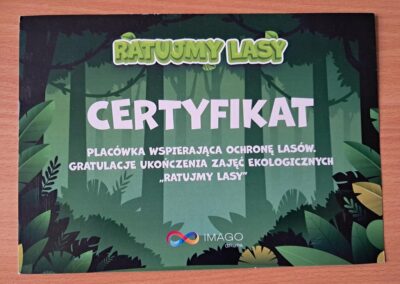 RATUJMY LASY
CERTYFIKAT
PLACÓWKA WSPIERAJĄCA OCHRONĘ LASÓW.
GRATULACJE UKOŃCZENIA ZAJĘĆ EKOLOGICZNYCH
„RATUJMY LASY”
IMAGO